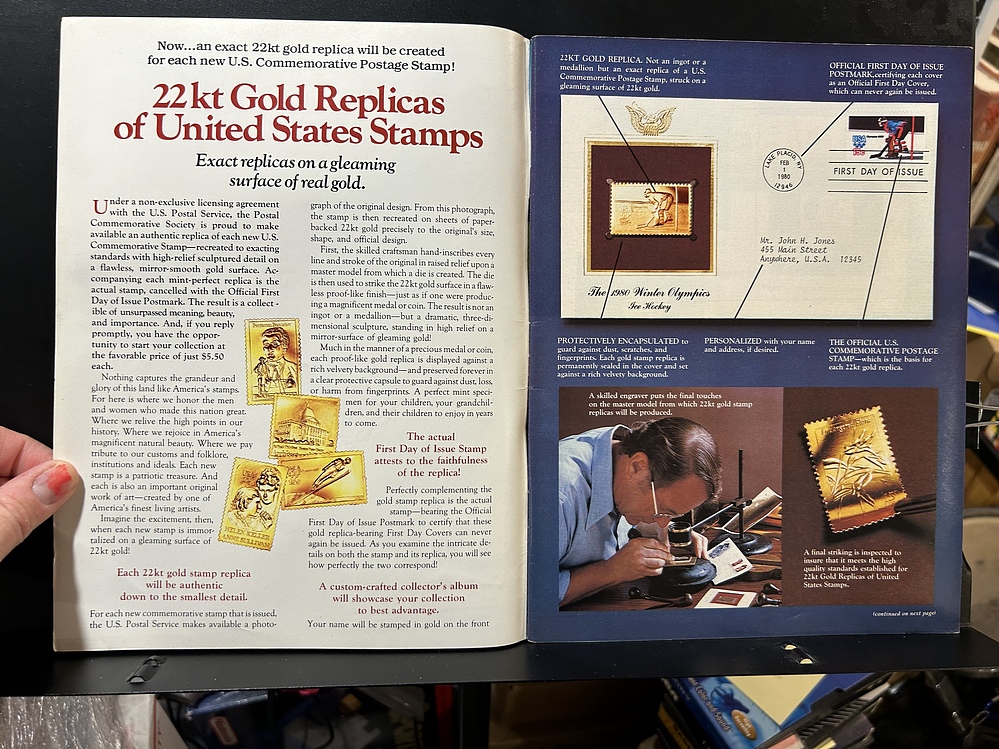 Now...an exact 22kt gold replica will be created
for each new U.S. Commemorative Postage Stamp!
22kt Gold Replicas
of United States Stamps
Exact replicas on a gleaming
surface of real gold.
Under a non-exclusive licensing agreement
with the U.S. Postal Service, the Postal
Commemorative Society is proud to make
available an authentic replica of each new U.S.
Commemorative Stamp—recreated to exacting
standards with high-relief sculptured detail on
a flawless, mirror-smooth gold surface. Ac-
companying each mint-perfect replica is the
actual stamp, cancelled with the Official First
Day of Issue Postmark. The result is a collect-
ible of unsurpassed meaning, beauty,
and importance. And, if you reply
promptly, you have the oppor-
tunity to start your collection at
the favorable price of just $5.50
each.
Nothing captures the grandeur and
glory of this land like America's stamps.
For here is where we honor the men
and women who made this nation great.
Where we relive the high points in our
history. Where we rejoice in America's
magnificent natural beauty. Where we pay
tribute to our customs and folklore,
institutions and ideals. Each new
stamp is a patriotic treasure. And
each is also an important original
work of art—created by one of
America's finest living artists.
Imagine the excitement, then,
when each new stamp is immor-
talized on a gleaming surface of
22kt gold!
Each 22kt gold stamp replica
will be authentic
down to the smallest detail.
For each new commemorative stamp that is issued,
the U.S. Postal Service makes available a photo-
graph of the original design. From this photograph,
the stamp is then recreated on sheets of paper-
backed 22kt gold precisely to the original's size,
shape, and official design.
First, the skilled craftsman hand-inscribes every
line and stroke of the original in raised relief upon a
master model from which a die is created. The die
is then used to strike the 22kt gold surface in a flaw-
less proof-like finish—just as if one were produc-
ing a magnificent medal or coin. The result is not an
ingot or a medallion—but a dramatic, three-di-
mensional sculpture, standing in high relief on a
mirror-surface of gleaming gold!
Much in the manner of a precious medal or coin,
each proof-like gold replica is displayed against a
rich velvety background—and preserved forever in
a clear protective capsule to guard against dust, loss,
or harm from fingerprints. A perfect mint speci-
men for your children, your grandchil-
dren, and their children to enjoy in years
to come.
The actual
First Day of Issue Stamp
attests to the faithfulness
of the replica!
Perfectly complementing the
gold stamp replica is the actual
stamp—bearing the Official
First Day of Issue Postmark to certify that these
gold replica-bearing First Day Covers can never
again be issued. As you examine the intricate de-
tails on both the stamp and its replica, you will see
how perfectly the two correspond!
A custom-crafted collector's album
will showcase your collection
to best advantage.
Your name will be stamped in gold on the front
HELEN KELLER
ANNE SULLIVAN
22KT GOLD REPLICA. Not an ingot or a
medallion but an exact replica of a U.S.
Commemorative Postage Stamp, struck on a
gleaming surface of 22kt gold.
OFFICIAL FIRST DAY OF ISSUE
POSTMARK,certifying each cover
as an Official First Day Cover,
which can never again be issued.
USA
LAKE PLACID, NY
FEB
1
1980
12946
FIRST DAY OF ISSUE
Mr. John H. Jones
455 Main Street
Anywhere, U.S.A. 12345
The 1980 Winter Olympics
Ice Hockey
PROTECTIVELY ENCAPSULATED to
guard against dust, scratches, and
fingerprints. Each gold stamp replica is
permanently sealed in the cover and set
against a rich velvety background.
PERSONALIZED with your name
and address, if desired.
THE OFFICIAL U.S.
COMMEMORATIVE POSTAGE
STAMP—which is the basis for
each 22kt gold replica.
A skilled engraver puts the final touches
on the master model from which 22kt gold stamp
replicas will be produced.
A final striking is inspected to
insure that it meets the high
quality standards established for
22kt Gold Replicas of United
States Stamps.
(continued on next page)